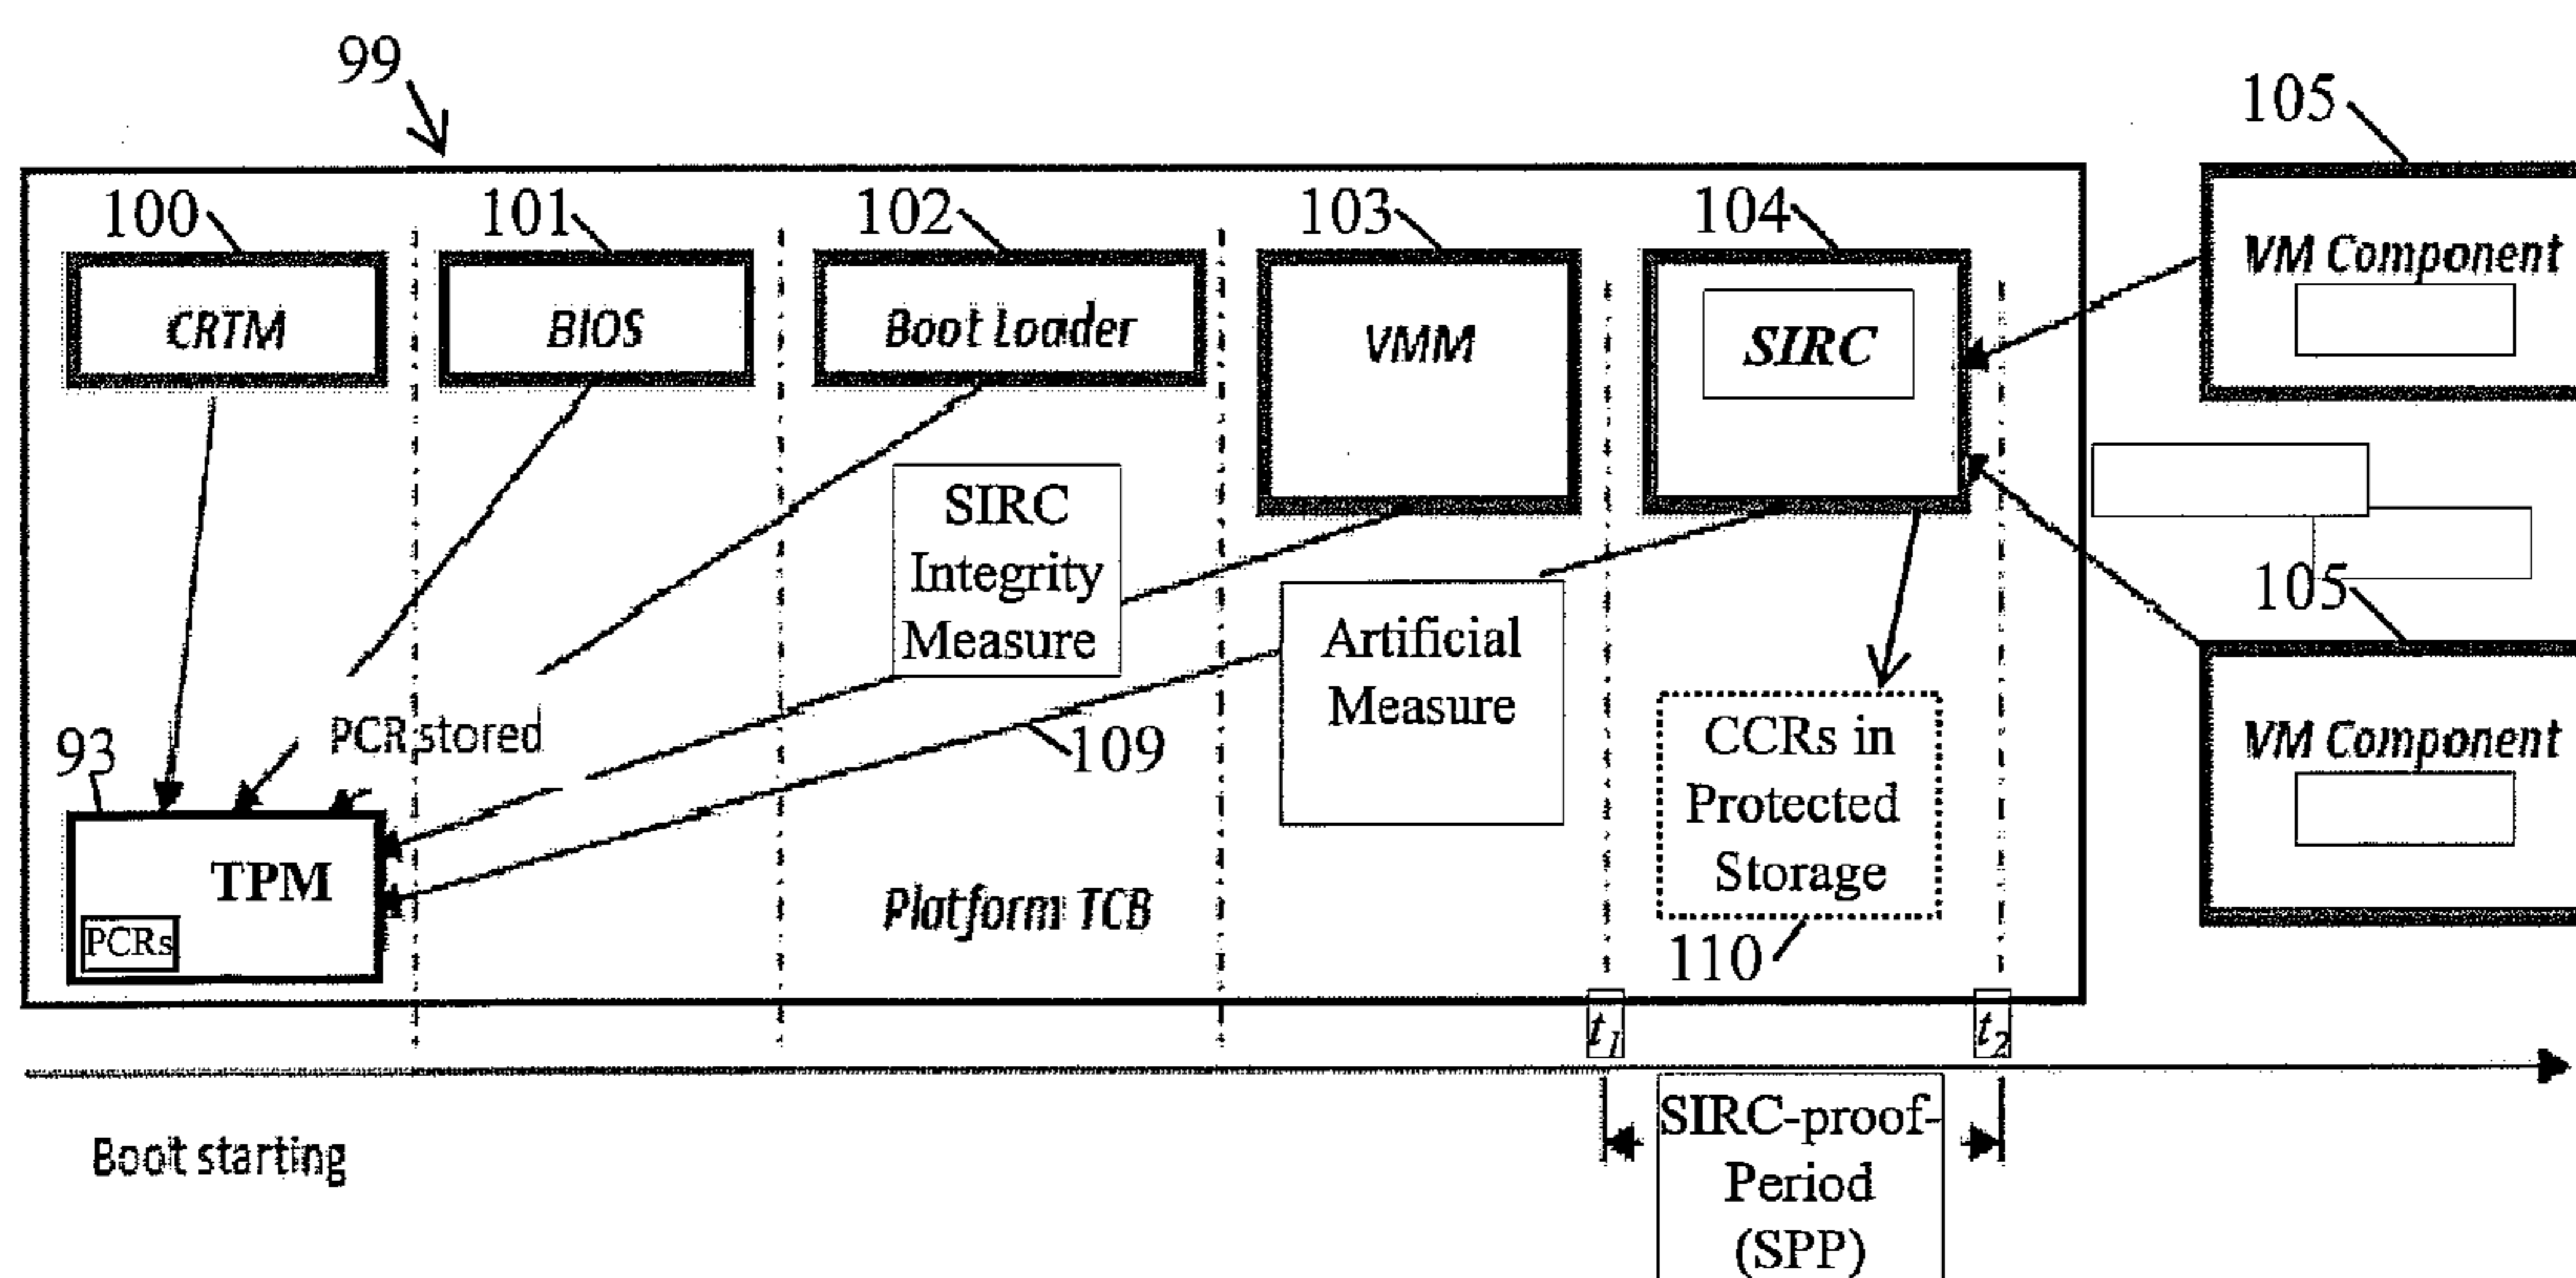 99
105
100
101
102
103
104
VM Component
CRTM
BIOS
Boot Loader
VMM
SIRC
SIRC
Integrity
Measure
105
Artificial
Measure
PCR stored
93
109
CCRs in
Protected
Storage
VM Component
TPM
PCRs
Platform TCB
110
t1
t2
Boot starting
SIRC-proof-
Period
(SPP)